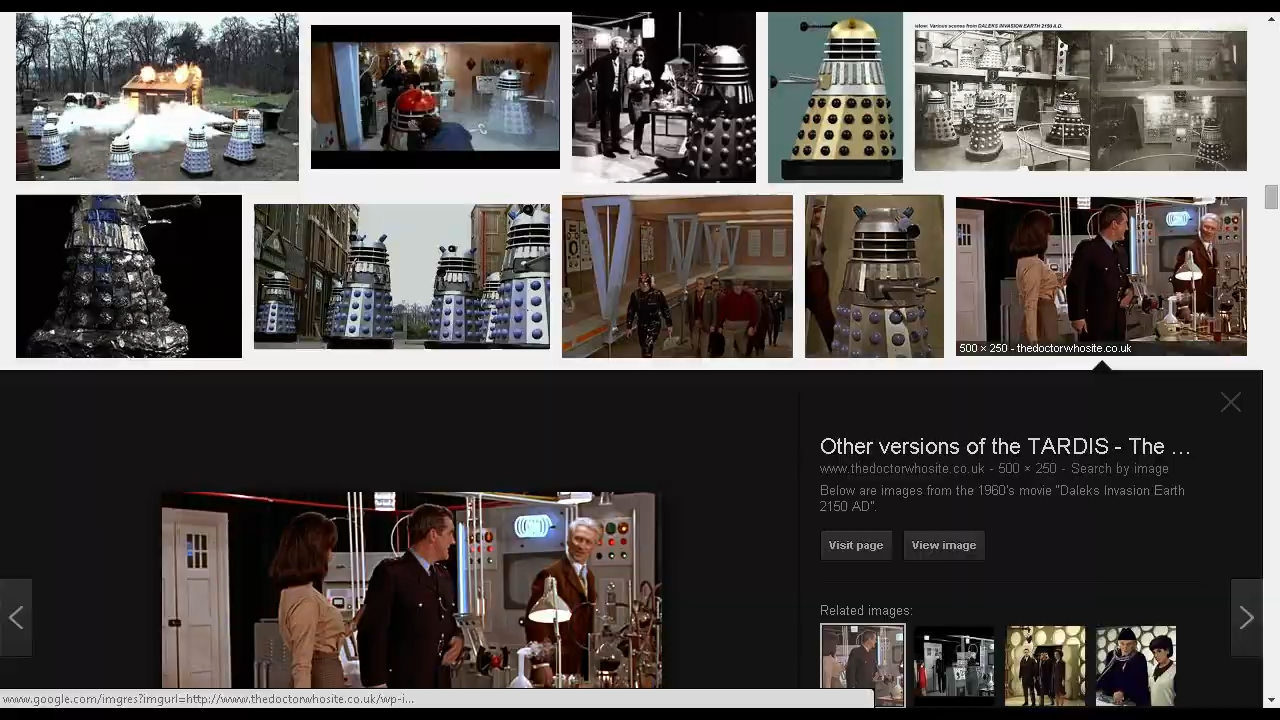 below: Various scenes from DALEKS INVASION EARTH 2150 A.D.
500 × 250 - thedoctorwhosite.co.uk
Other versions of the TARDIS - The ...
www.thedoctorwhosite.co.uk - 500 × 250 - Search by image
Below are images from the 1960's movie "Daleks Invasion Earth
2150 AD".
Visit page
View image
Related images:
www.google.com/imgres?imgurl=http://www.thedoctorwhosite.co.uk/wp-i...